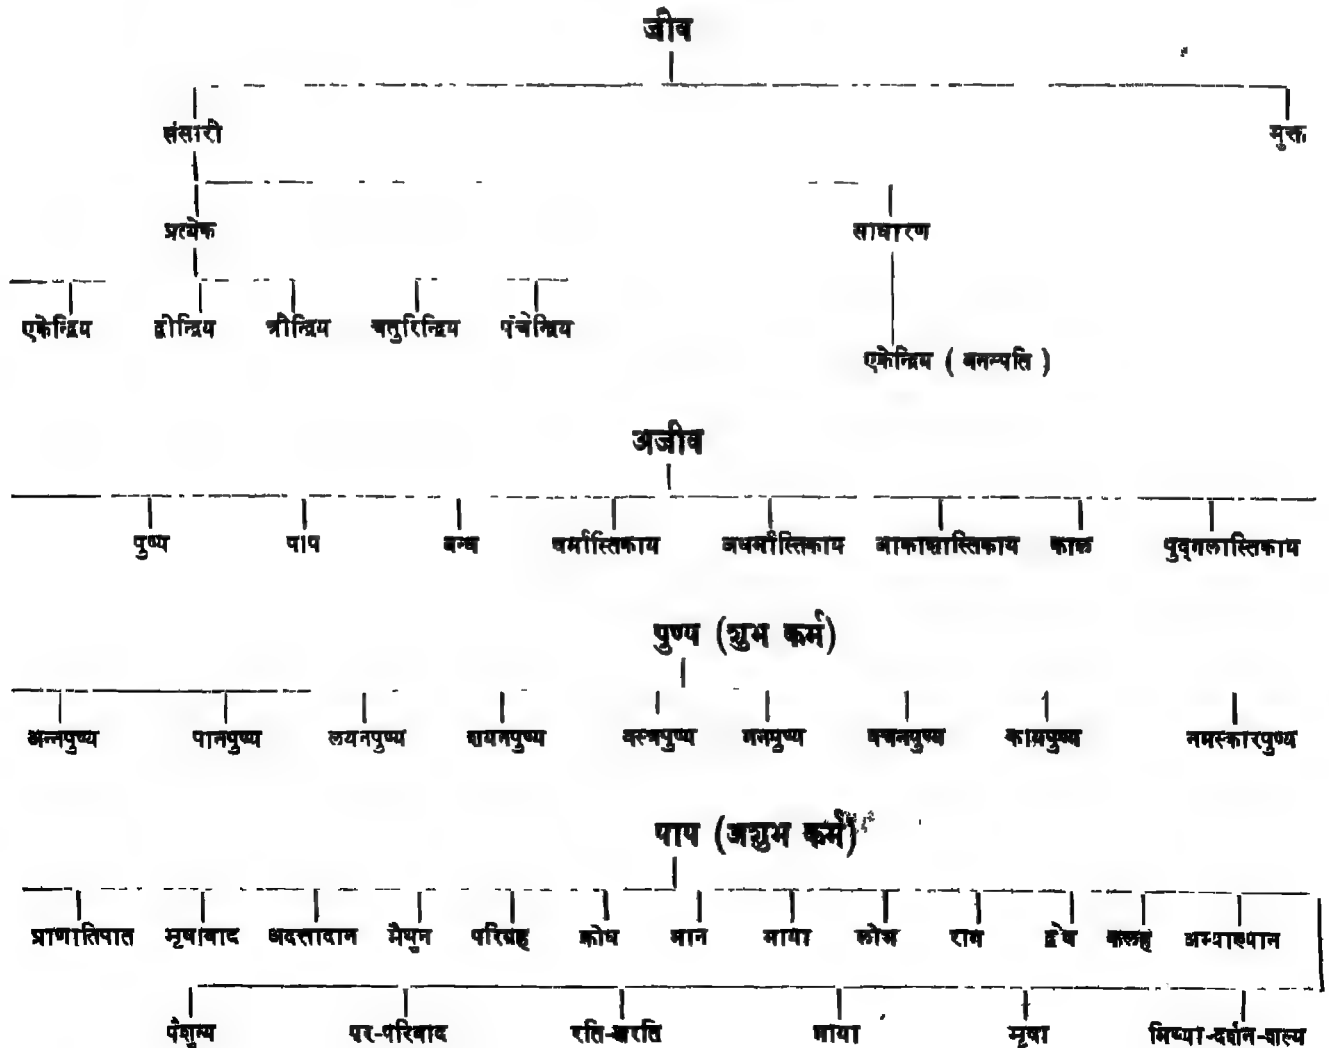 जीव
संसारी मुक्त
प्रत्येक साधारण
एकेन्द्रिय द्वीन्द्रिय त्रीन्द्रिय चतुरिन्द्रिय पंचेन्द्रिय
एकेन्द्रिय ( वनस्पति )
अजीव
पुण्य पाप बन्ध धर्मास्तिकाय अधर्मास्तिकाय आकाशास्तिकाय काल पुद्गलास्तिकाय
पुण्य (शुभ कर्म)
अन्नपुण्य पानपुण्य लयनपुण्य शयनपुण्य वस्त्रपुण्य मनपुण्य वचनपुण्य कायपुण्य नमस्कारपुण्य
पाप (अशुभ कर्म)
प्राणातिपात मृषावाद अदत्तादान मैथुन परिग्रह क्रोध मान माया लोभ राग द्वेष कलह अभ्याख्यान
पैशुन्य पर-परिवाद रति-अरति माया मृषा मिथ्या-दर्शन-शल्य